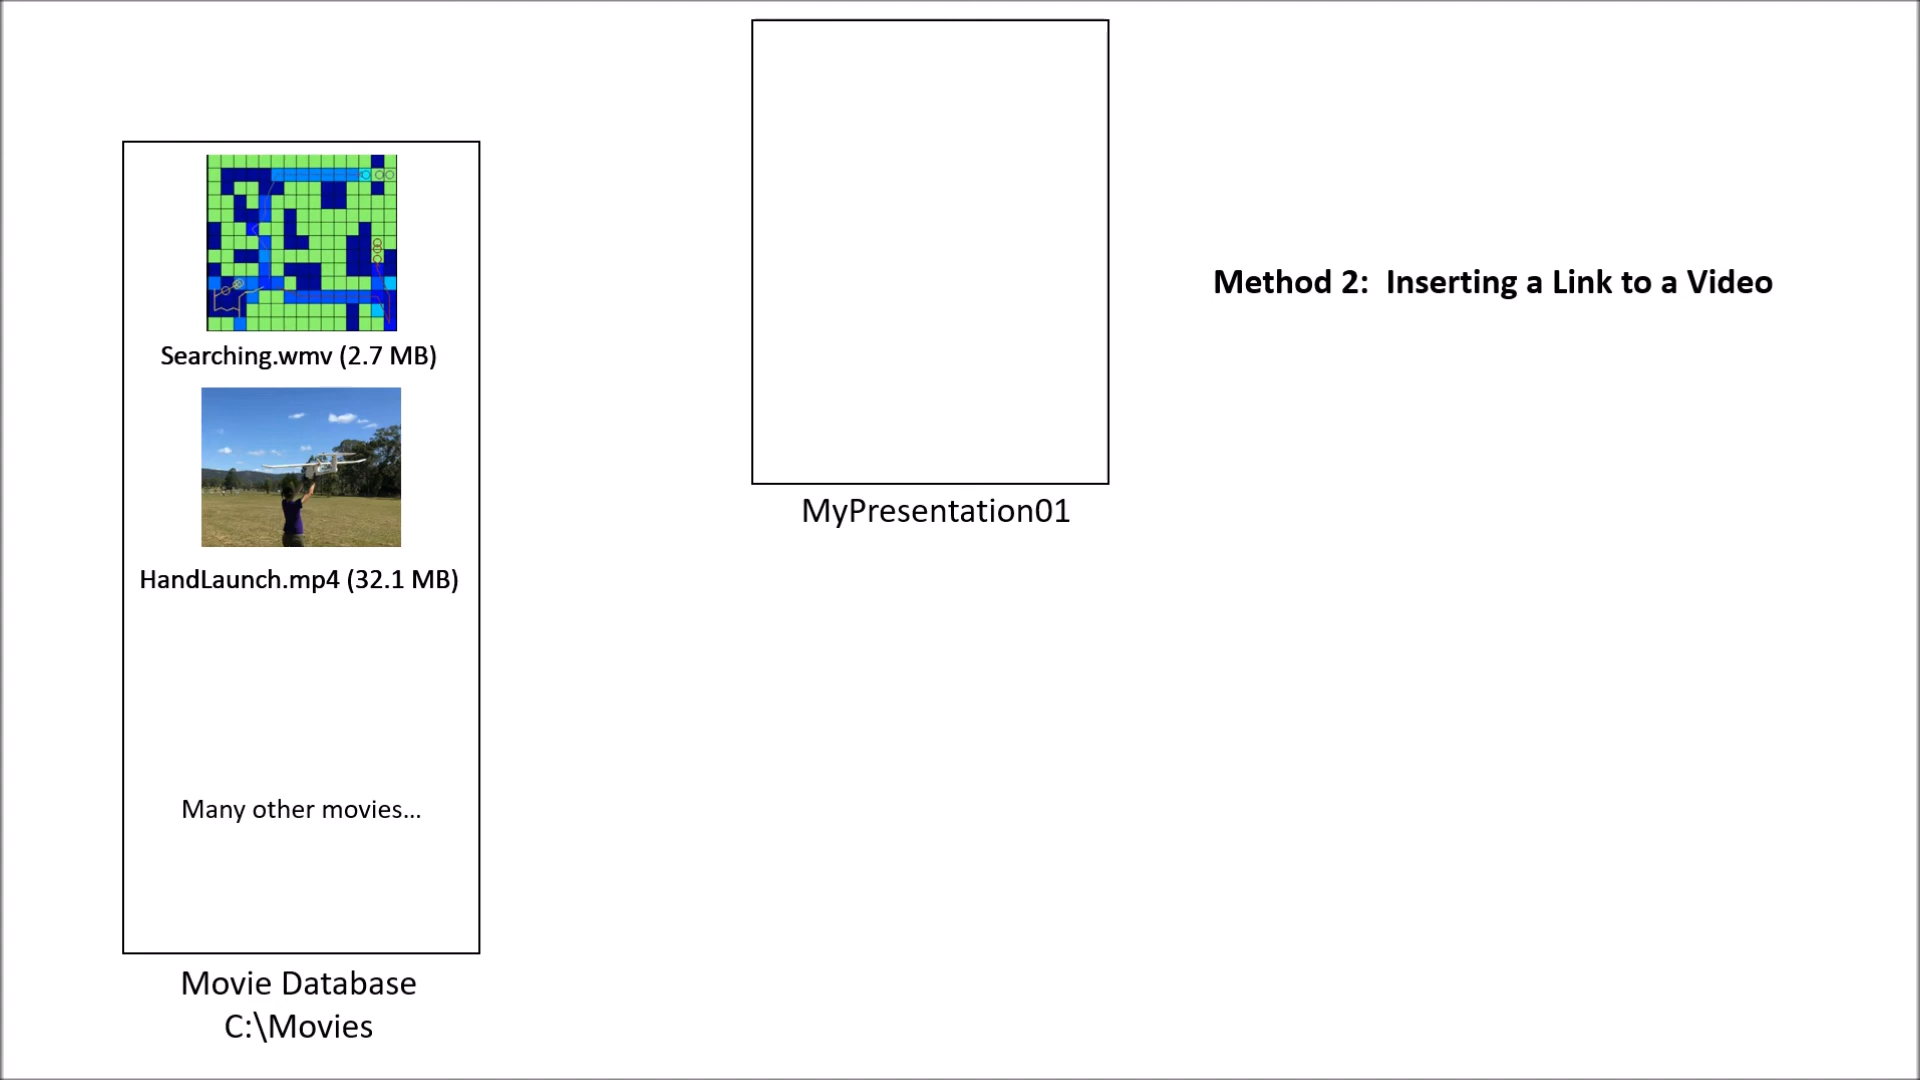 Searching.wmv (2.7 MB)
HandLaunch.mp4 (32.1 MB)
Many other movies...
Movie Database
C:\Movies
MyPresentation01
Method 2:  Inserting a Link to a Video